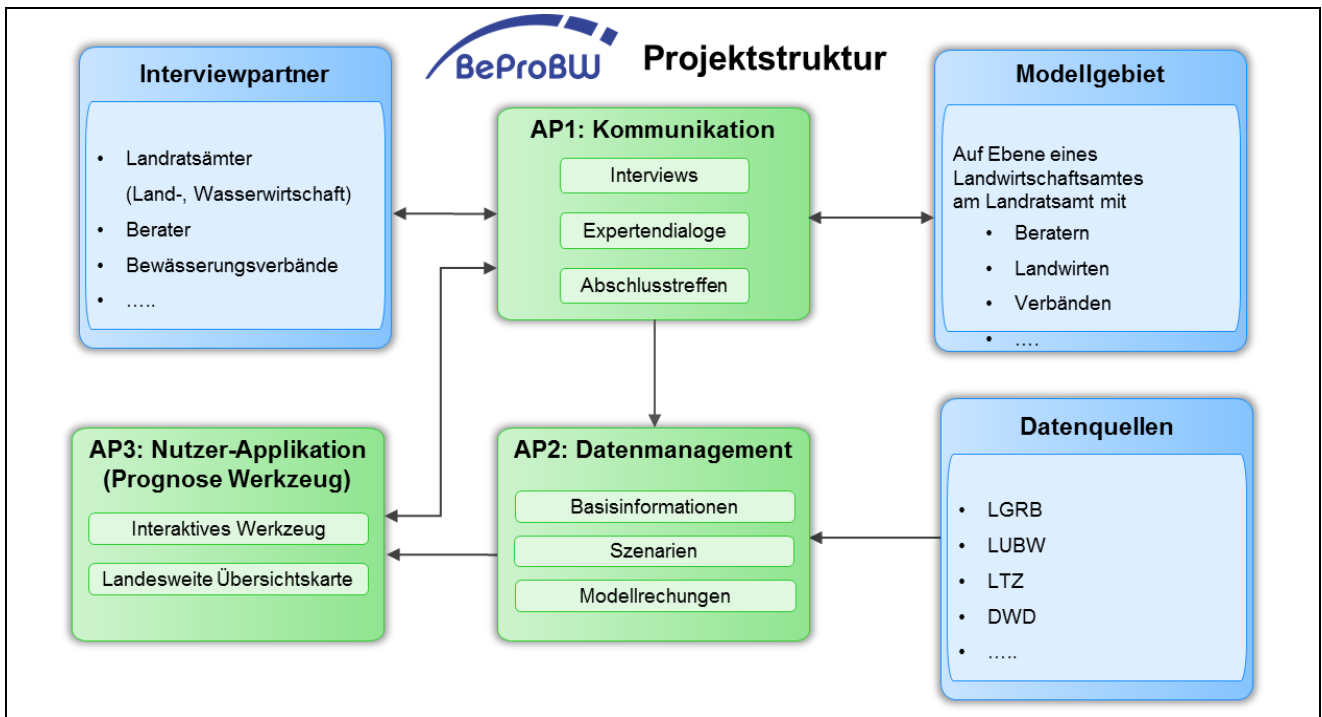 BeProBW Projektstruktur
Interviewpartner
• Landratsämter
(Land-, Wasserwirtschaft)
• Berater
• Bewässerungsverbände
• …..
AP1: Kommunikation
Interviews
Expertendialoge
Abschlusstreffen
Modellgebiet
Auf Ebene eines
Landwirtschaftsamtes
am Landratsamt mit
• Beratern
• Landwirten
• Verbänden
• ….
AP3: Nutzer-Applikation
(Prognose Werkzeug)
Interaktives Werkzeug
Landesweite Übersichtskarte
AP2: Datenmanagement
Basisinformationen
Szenarien
Modellrechungen
Datenquellen
• LGRB
• LUBW
• LTZ
• DWD
• …..